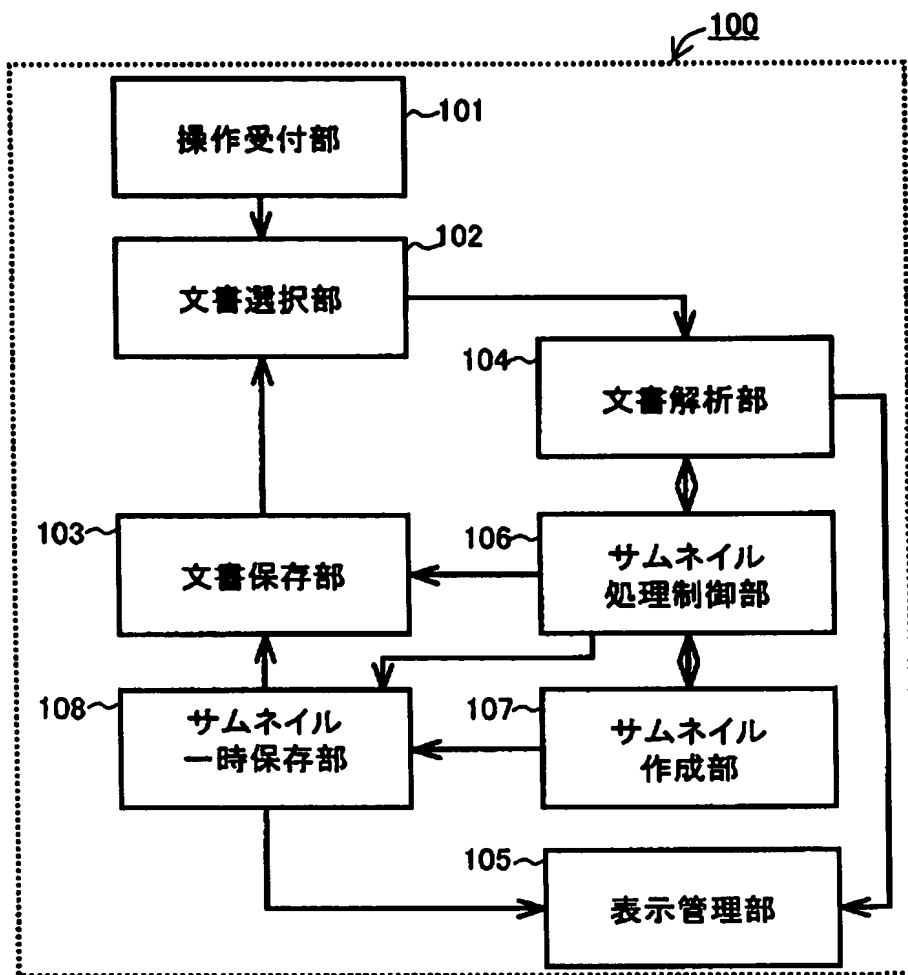 100
101
操作受付部
102
文書選択部
104
文書解析部
103
文書保存部
106
サムネイル
処理制御部
108
サムネイル
一時保存部
107
サムネイル
作成部
105
表示管理部